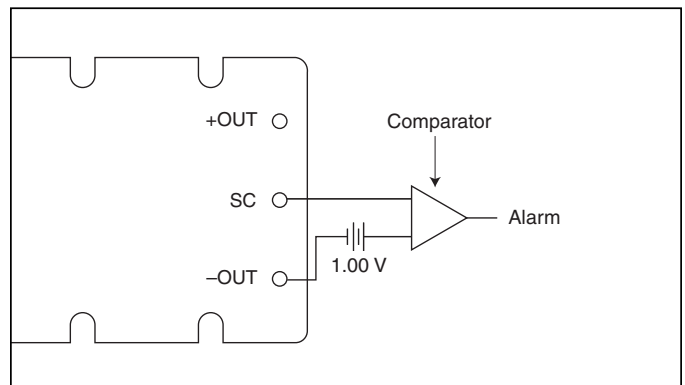 +OUT
Comparator
SC
Alarm
1.00 V
–OUT